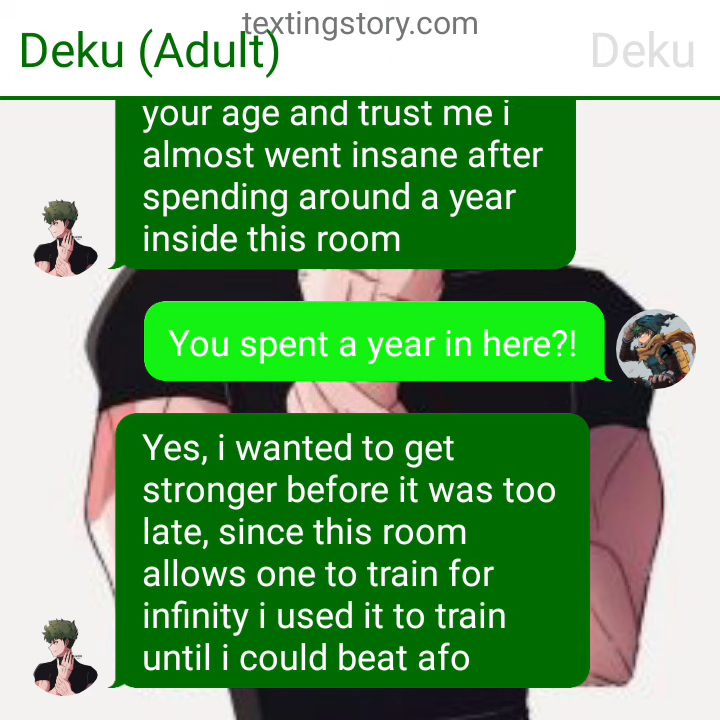 textingstory.com
Deku (Adult)
Deku
your age and trust me i
almost went insane after
spending around a year
inside this room
You spent a year in here?!
Yes, i wanted to get
stronger before it was too
late, since this room
allows one to train for
infinity i used it to train
until i could beat afo